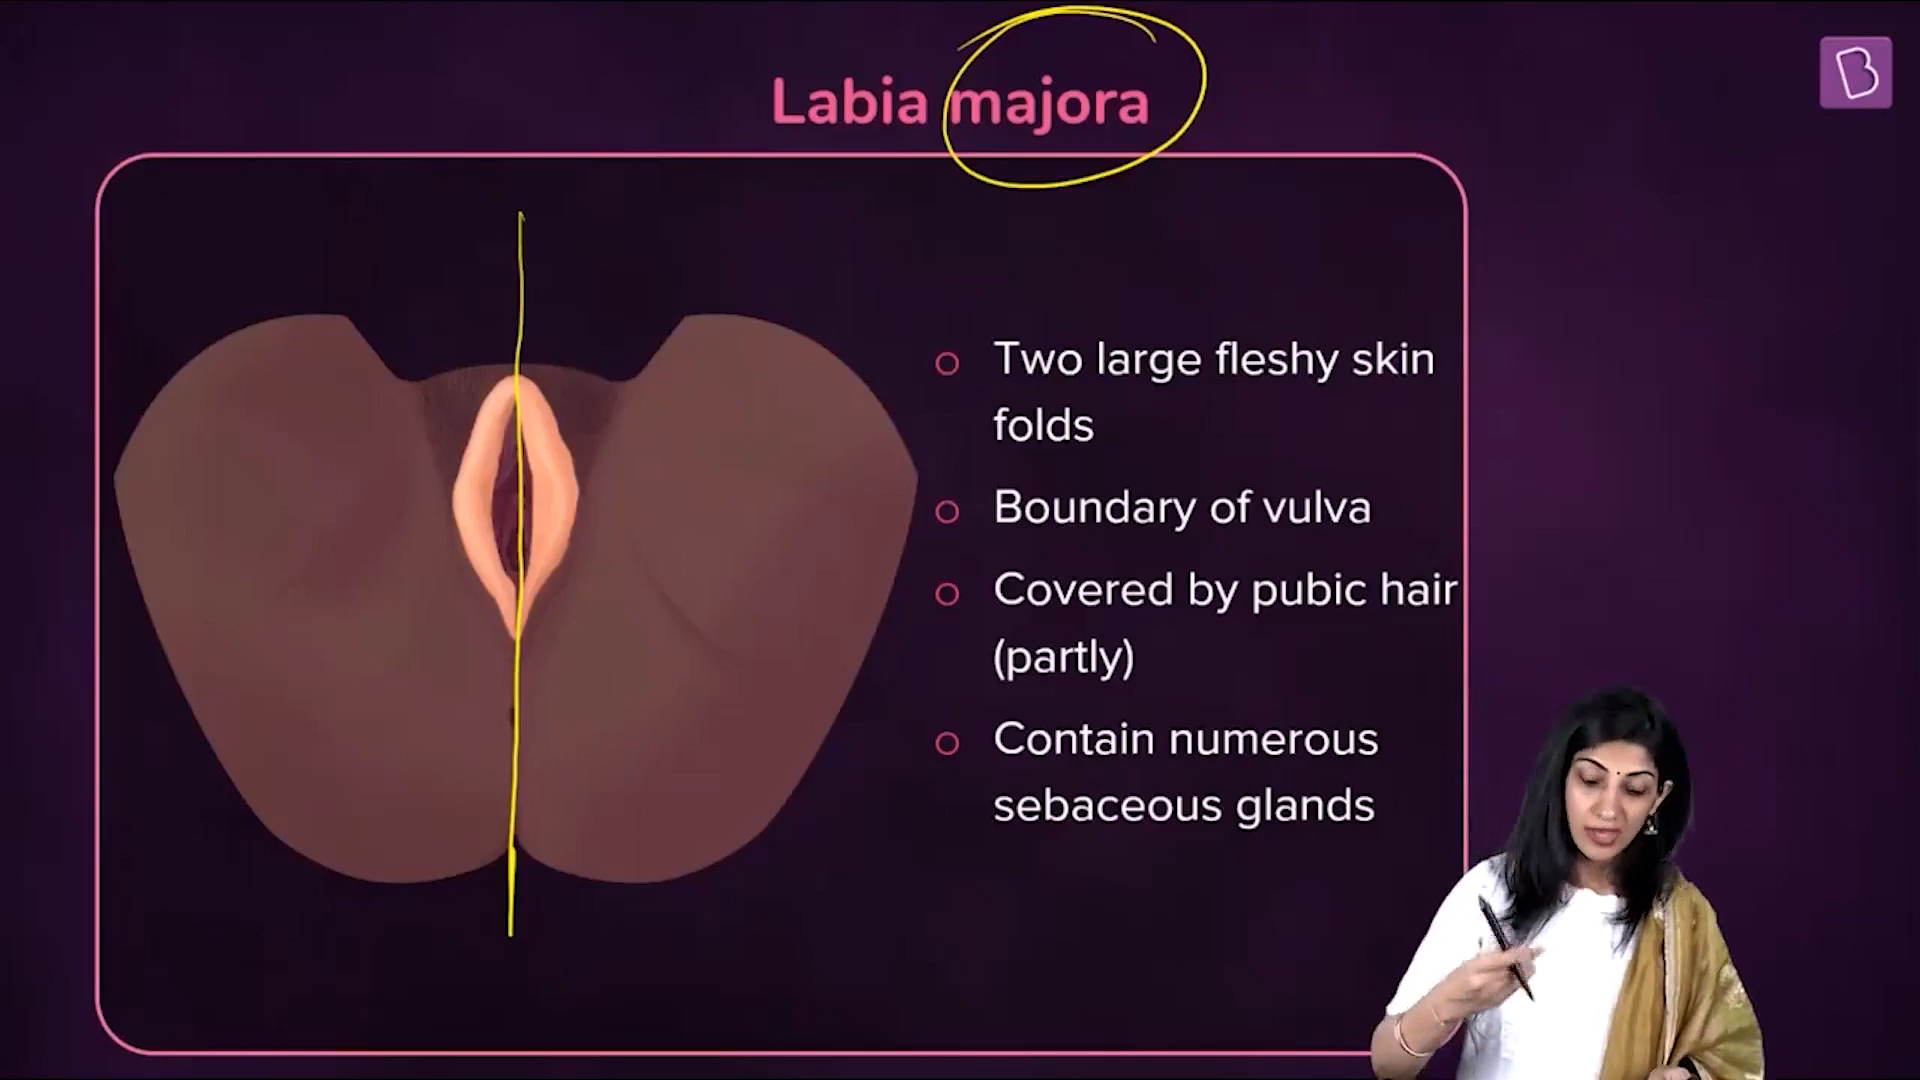 Labia majora
B
Two large fleshy skin
folds
Boundary of vulva
Covered by pubic hair
(partly)
Contain numerous
sebaceous glands